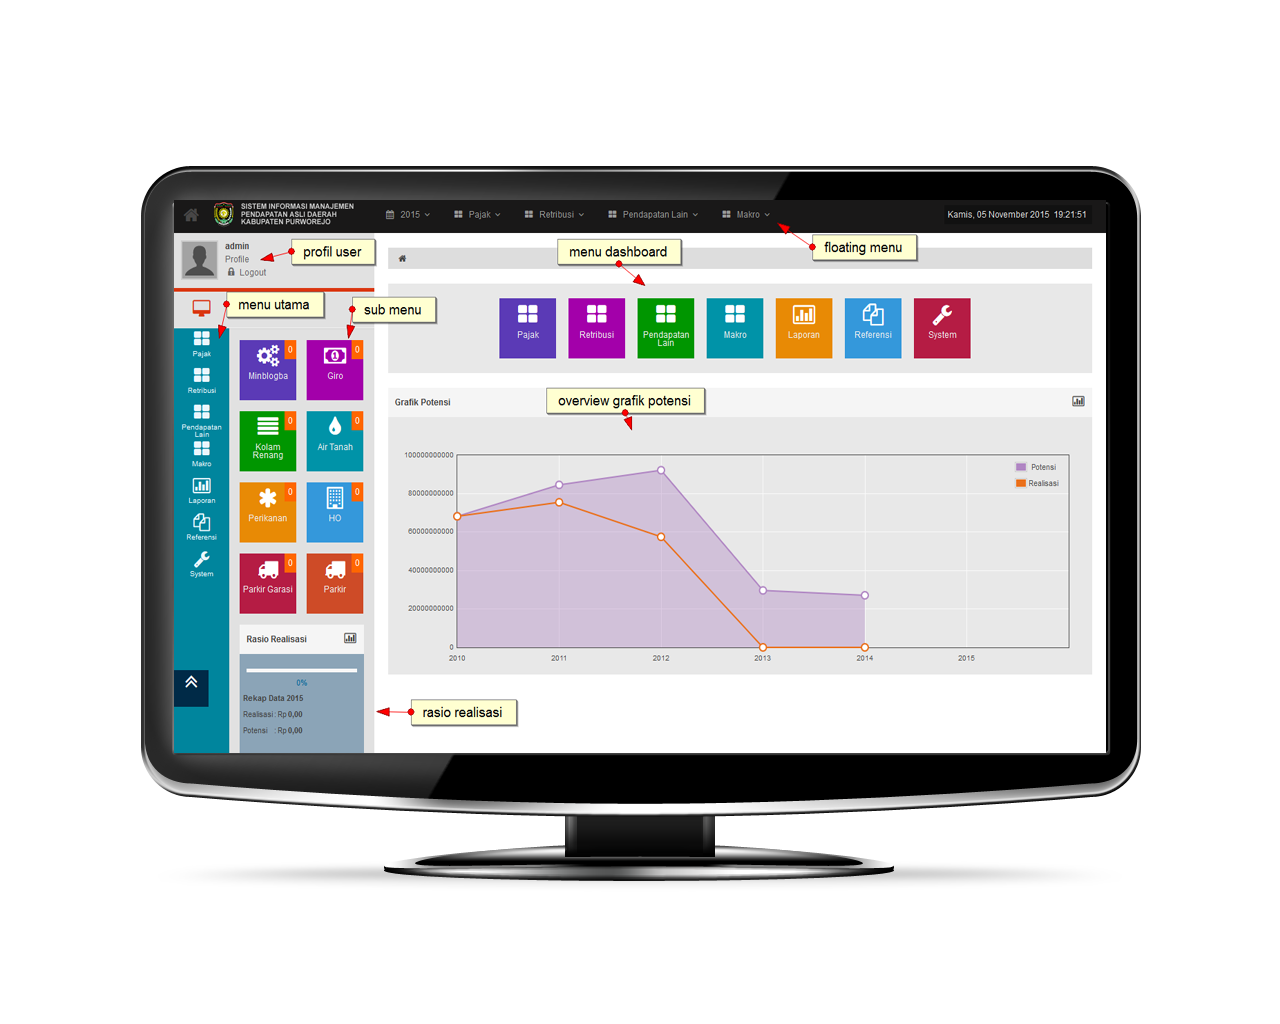 SISTEM INFORMASI MANAJEMEN
PENDAPATAN ASLI DAERAH
KABUPATEN PURWOREJO
2015
Pajak
Retribusi
Pendapatan Lain
Makro
Kamis, 05 November 2015 19:21:51
admin
Profile
Logout
profil user
menu dashboard
floating menu
menu utama
sub menu
Pajak
Retribusi
Pendapatan
Lain
Makro
Laporan
Referensi
System
Pajak
Retribusi
Pendapatan
Lain
Makro
Laporan
Referensi
System
0
Minblogba
0
Giro
0
Kolam
Renang
0
Air Tanah
0
Perikanan
0
HO
0
Parkir Garasi
0
Parkir
Rasio Realisasi
0%
Rekap Data 2015
Realisasi : Rp 0,00
Potensi : Rp 0,00
rasio realisasi
Grafik Potensi
overview grafik potensi
100000000000
80000000000
60000000000
40000000000
20000000000
0
2010
2011
2012
2013
2014
2015
Potensi
Realisasi